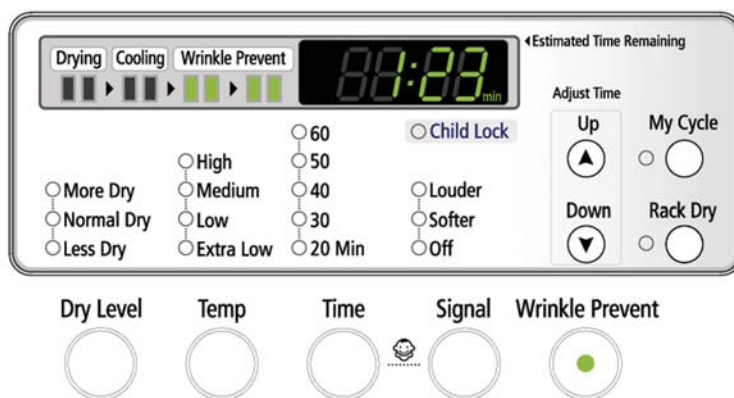 Estimated Time Remaining
Drying Cooling Wrinkle Prevent
1:23 min
Adjust Time
Up
My Cycle
Down
Rack Dry
Child Lock
60
50
40
30
20 Min
High
Medium
Low
Extra Low
More Dry
Normal Dry
Less Dry
Louder
Softer
Off
Dry Level
Temp
Time
Signal
Wrinkle Prevent